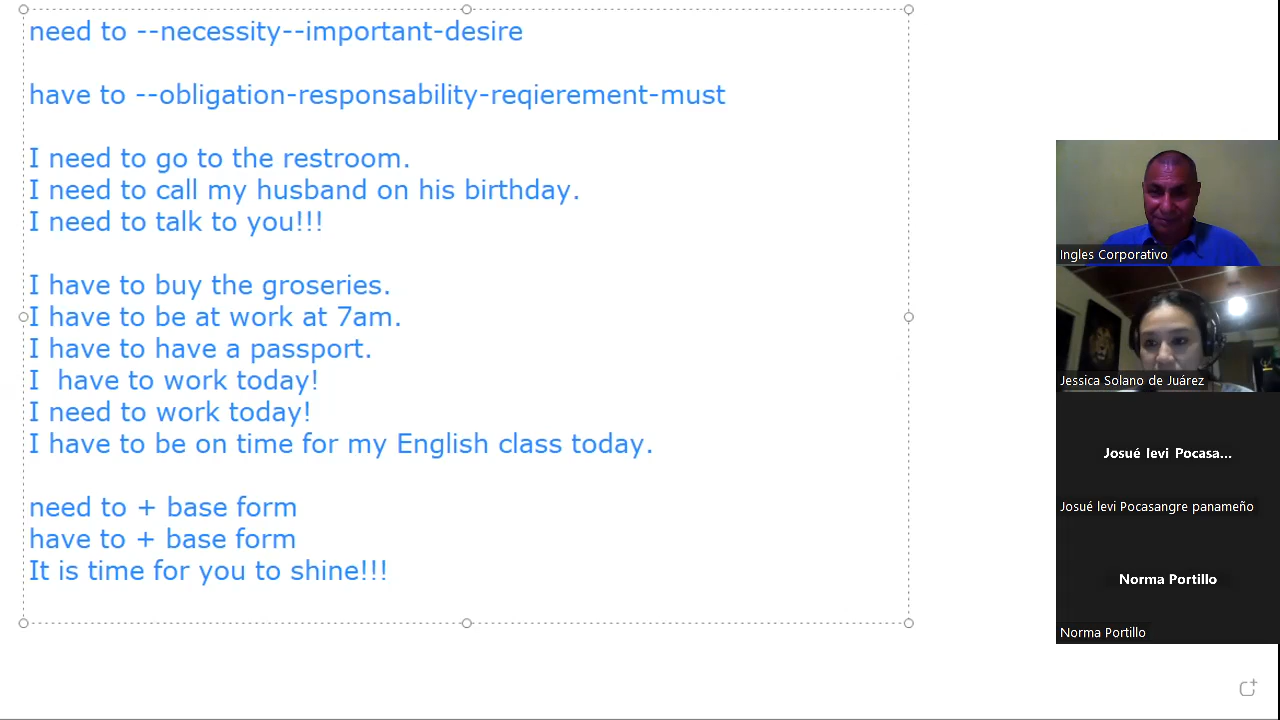 need to --necessity--important-desire
have to --obligation-responsability-reqierement-must
I need to go to the restroom.
I need to call my husband on his birthday.
I need to talk to you!!!
I have to buy the groseries.
I have to be at work at 7am.
I have to have a passport.
I  have to work today!
I need to work today!
I have to be on time for my English class today.
need to + base form
have to + base form
It is time for you to shine!!!
Ingles Corporativo
Jessica Solano de Juárez
Josué levi Pocasa...
Josué levi Pocasangre panameño
Norma Portillo
Norma Portillo